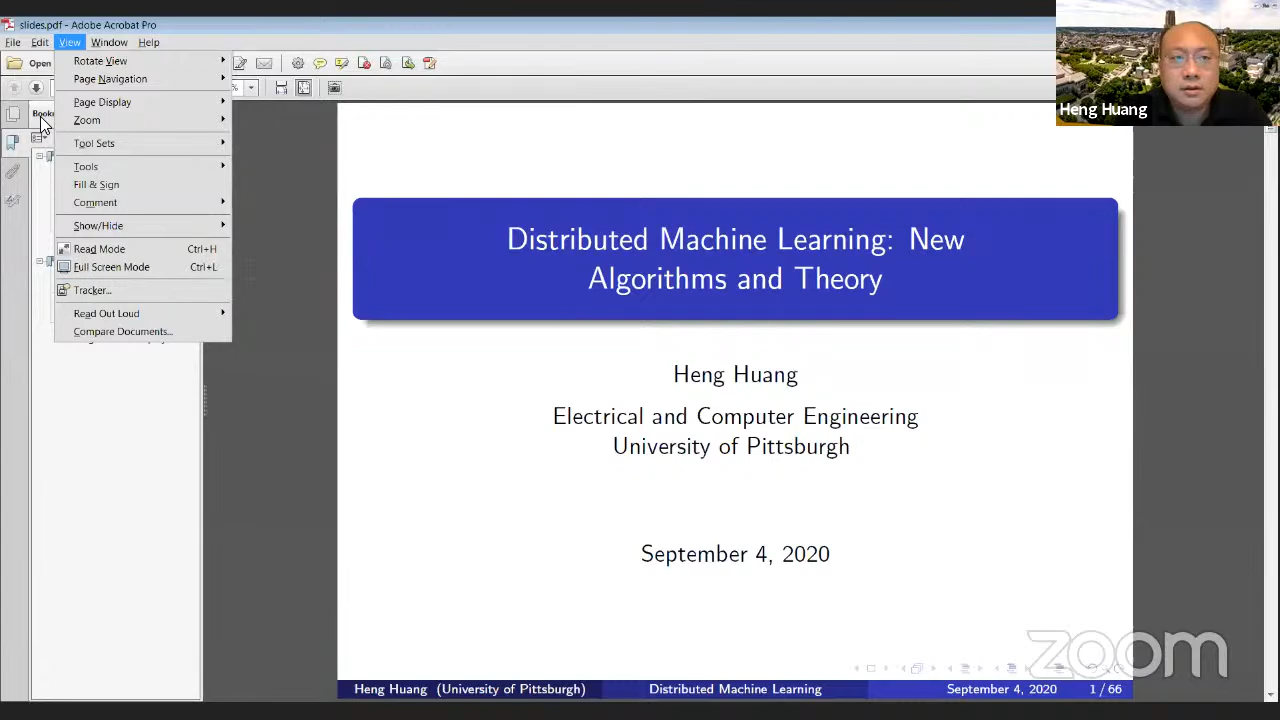 slides.pdf - Adobe Acrobat Pro
File Edit View Window Help
Open
Rotate View
Page Navigation
Page Display
Zoom
Tool Sets
Tools
Fill & Sign
Comment
Show/Hide
Read Mode Ctrl+H
Full Screen Mode Ctrl+L
Tracker...
Read Out Loud
Compare Documents...
Heng Huang
Distributed Machine Learning: New
Algorithms and Theory
Heng Huang
Electrical and Computer Engineering
University of Pittsburgh
September 4, 2020
zoom
Heng Huang (University of Pittsburgh) Distributed Machine Learning September 4, 2020 1 / 66